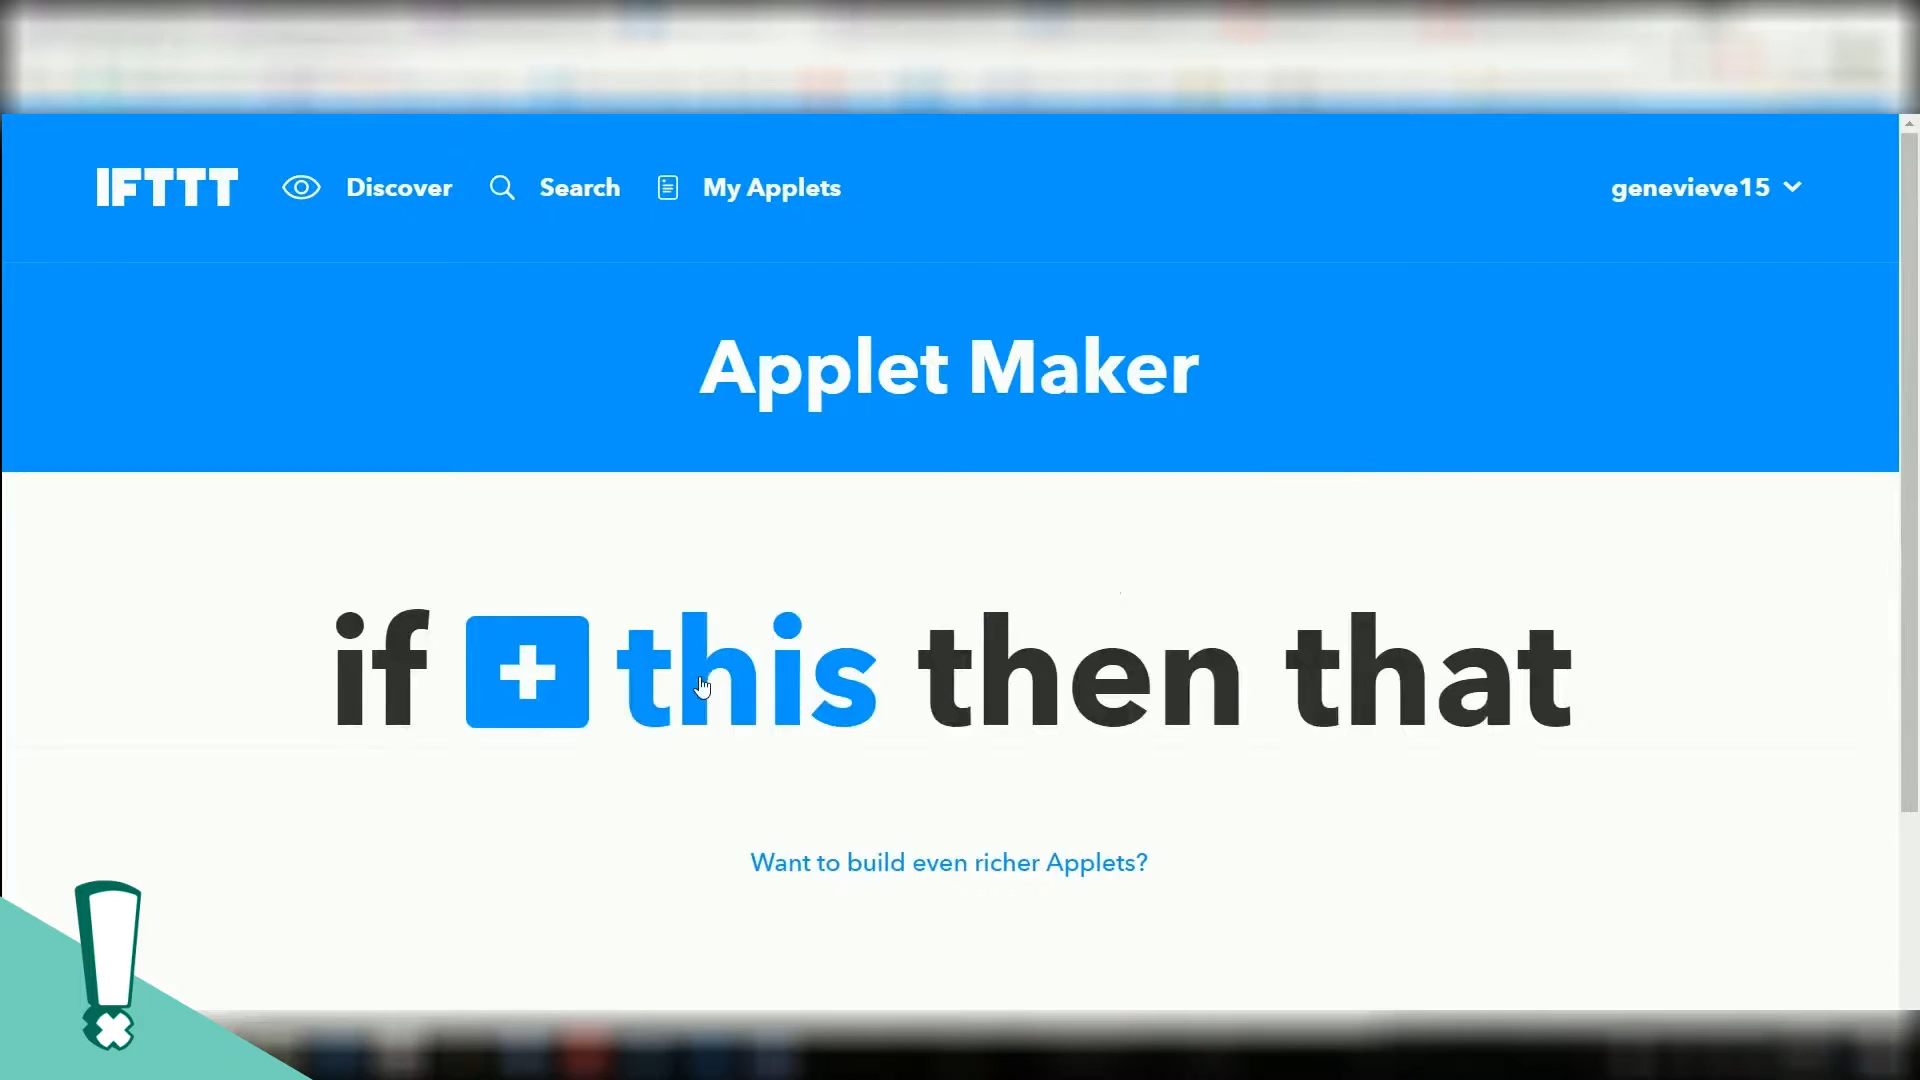 IFTTT Discover Search My Applets genevieve15
Applet Maker
if + this then that
Want to build even richer Applets?